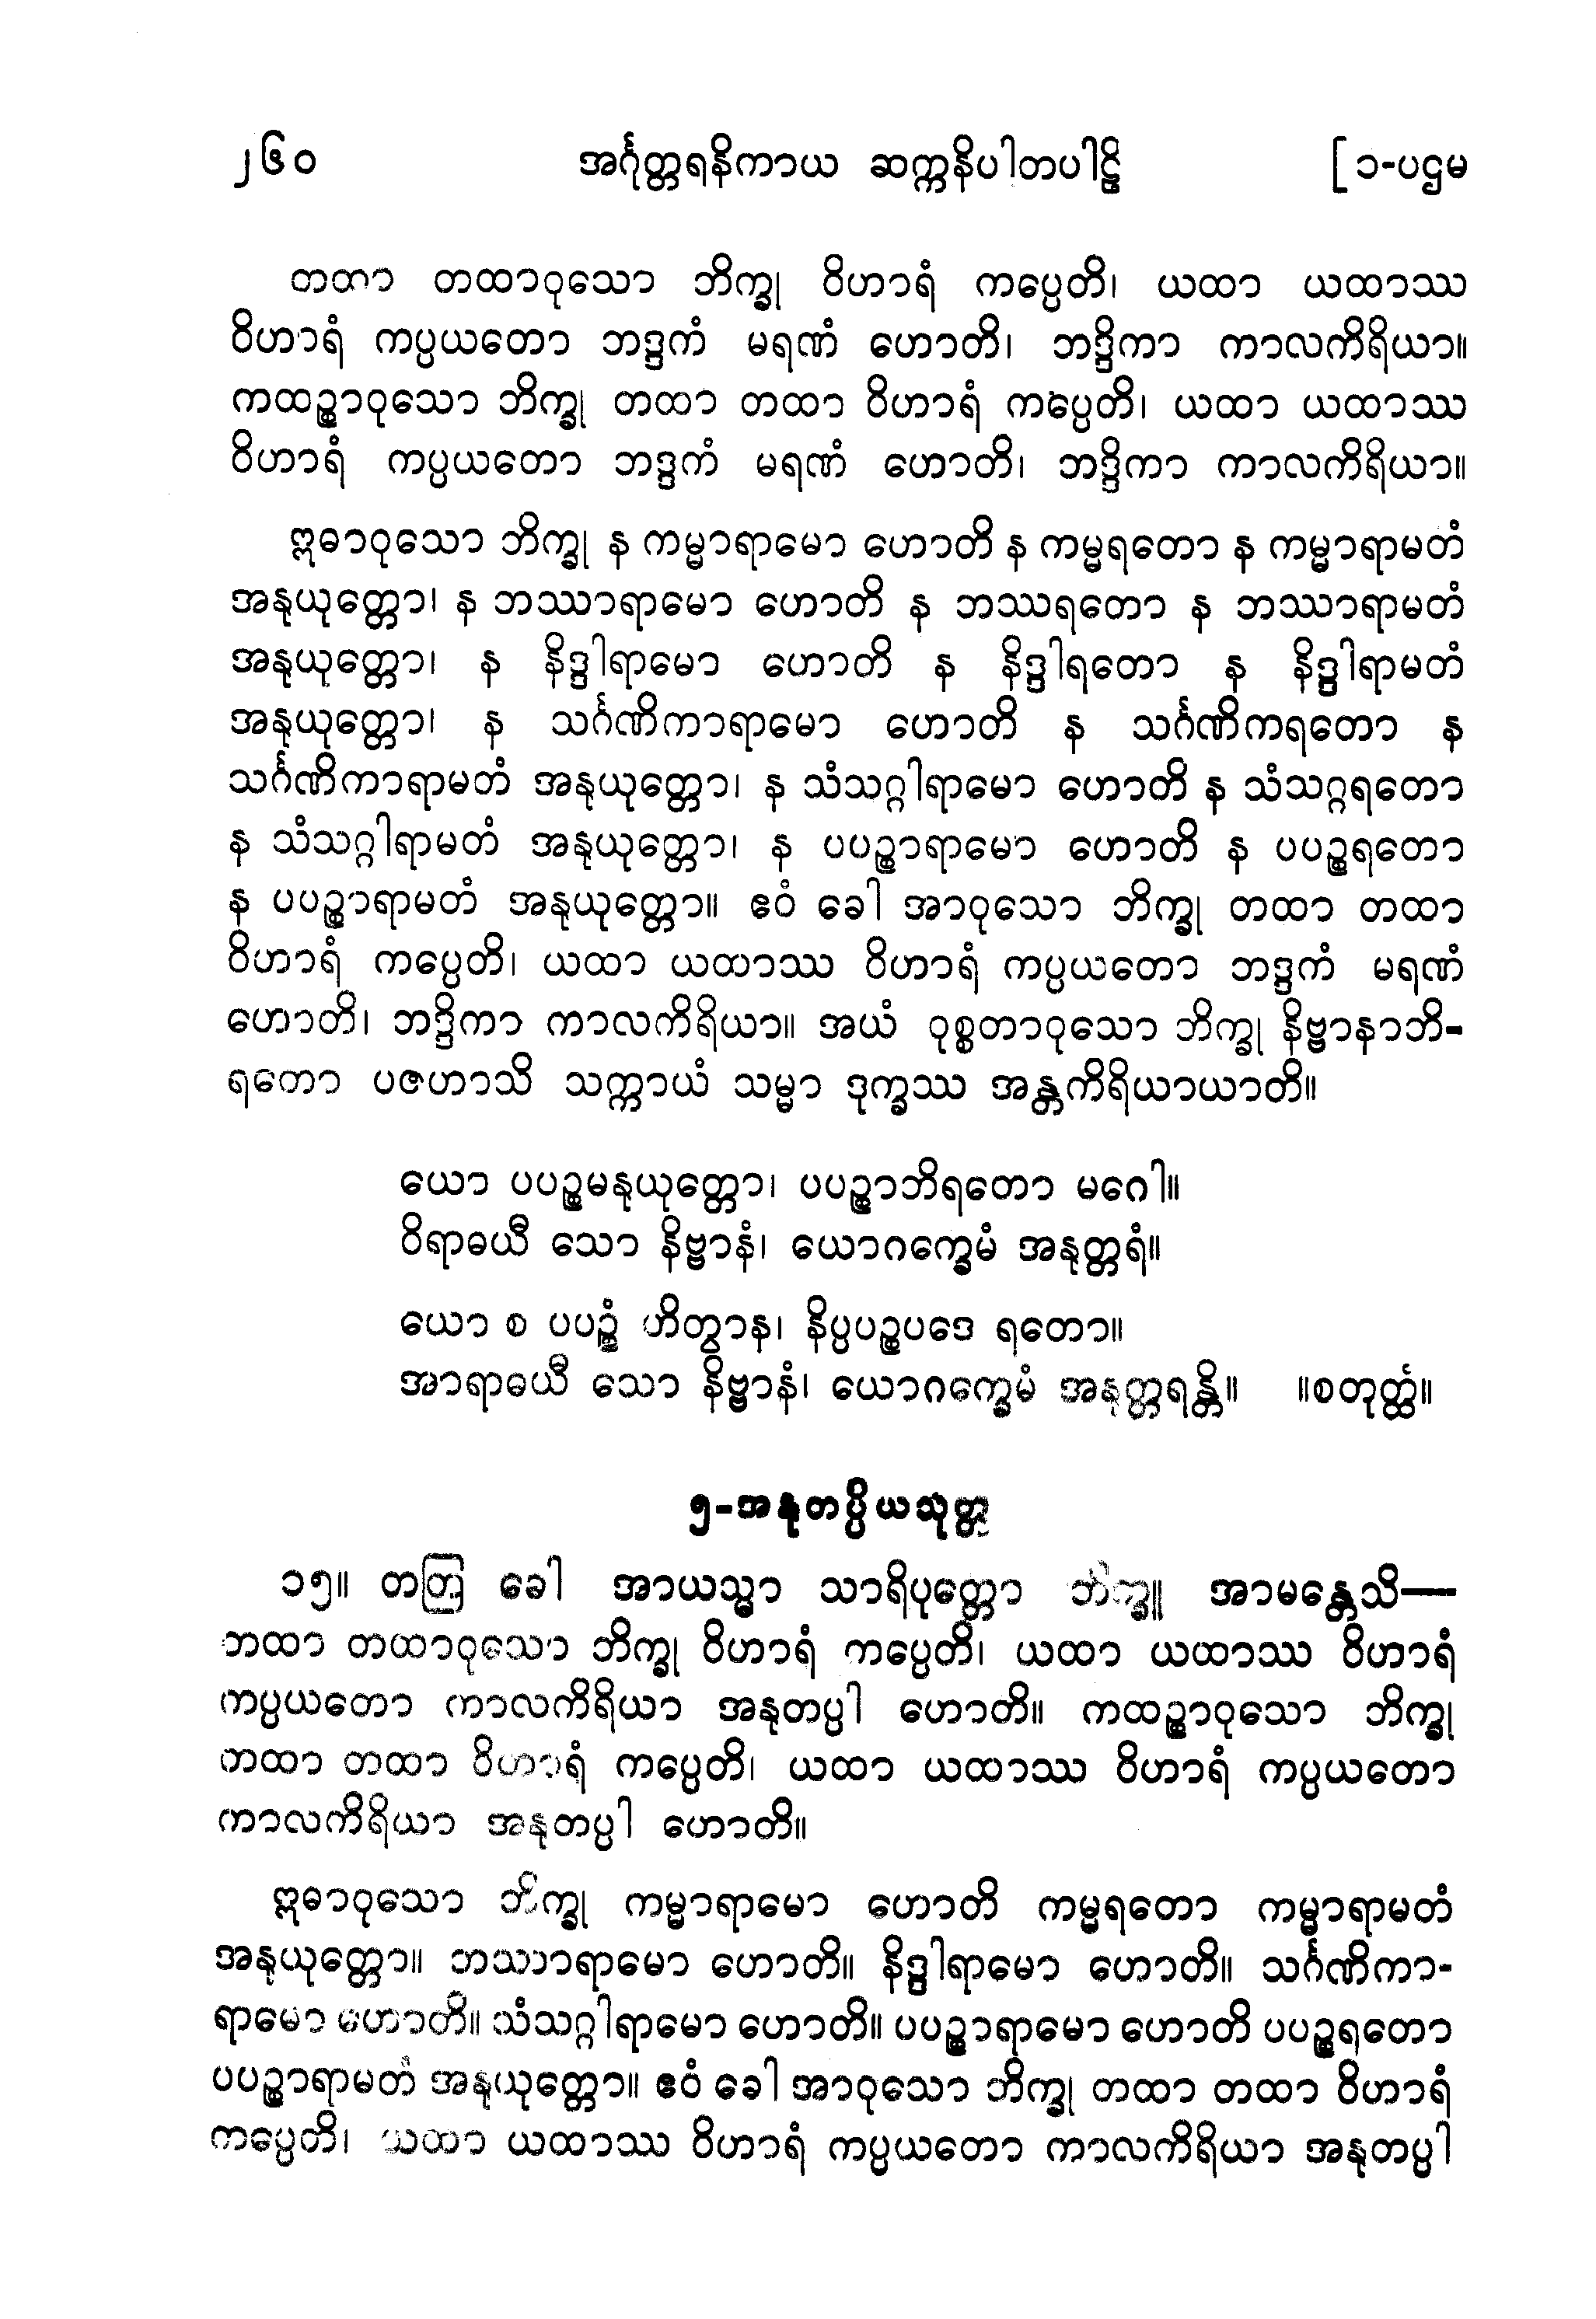 ၂၆၀ အင်္ဂုတ္တရနိကာယ ဆက္ကနိပါတပါဠိ [ ၁-ပဌမ
တထာ တထာဝုသော ဘိက္ခု ဝိဟာရံ ကပ္ပေတိ၊ ယထာ ယထာဿ
ဝိဟာရံ ကပ္ပယတော ဘဒ္ဒကံ မရဏံ ဟောတိ၊ ဘဒ္ဒိကာ ကာလကိရိယာ။
ကထဉ္စာဝုသော ဘိက္ခု တထာ တထာ ဝိဟာရံ ကပ္ပေတိ၊ ယထာ ယထာဿ
ဝိဟာရံ ကပ္ပယတော ဘဒ္ဒကံ မရဏံ ဟောတိ၊ ဘဒ္ဒိကာ ကာလကိရိယာ။
ဣဓာဝုသော ဘိက္ခု န ကမ္မာရာမော ဟောတိ န ကမ္မရတော န ကမ္မာရာမတံ
အနုယုတ္တော၊ န ဘဿာရာမော ဟောတိ န ဘဿရတော န ဘဿာရာမတံ
အနုယုတ္တော၊ န နိဒ္ဒါရာမော ဟောတိ န နိဒ္ဒါရတော န နိဒ္ဒါရာမတံ
အနုယုတ္တော၊ န သင်္ဂဏိကာရာမော ဟောတိ န သင်္ဂဏိကရတော န
သင်္ဂဏိကာရာမတံ အနုယုတ္တော၊ န သံသဂ္ဂါရာမော ဟောတိ န သံသဂ္ဂရတော
န သံသဂ္ဂါရာမတံ အနုယုတ္တော၊ န ပပဉ္စာရာမော ဟောတိ န ပပဉ္စရတော
န ပပဉ္စာရာမတံ အနုယုတ္တော။ ဧဝံ ခေါ အာဝုသော ဘိက္ခု တထာ တထာ
ဝိဟာရံ ကပ္ပေတိ၊ ယထာ ယထာဿ ဝိဟာရံ ကပ္ပယတော ဘဒ္ဒကံ မရဏံ
ဟောတိ၊ ဘဒ္ဒိကာ ကာလကိရိယာ။ အယံ ဝုစ္စတာဝုသော ဘိက္ခု နိဗ္ဗာနာဘိ-
ရတော ပဇဟာသိ သက္ကာယံ သမ္မာ ဒုက္ခဿ အန္တကိရိယာယာတိ။
ယော ပပဉ္စမနုယုတ္တော၊ ပပဉ္စာဘိရတော မဂေါ။
ဝိရာဓယီ သော နိဗ္ဗာနံ၊ ယောဂက္ခေမံ အနုတ္တရံ။
ယော စ ပပဉ္စံ ဟိတွာန၊ နိပ္ပပဉ္စပဒေ ရတော။
အာရာဓယီ သော နိဗ္ဗာနံ၊ ယောဂက္ခေမံ အနုတ္တရန္တိ။ ။စတုတ္ထံ။
၅-အနုတပ္ပိယသုတ္တ
၁၅။ တတြ ခေါ အာယသ္မာ သာရိပုတ္တော ဘိက္ခူ အာမန္တေသိ—
တထာ တထာဝုသော ဘိက္ခု ဝိဟာရံ ကပ္ပေတိ၊ ယထာ ယထာဿ ဝိဟာရံ
ကပ္ပယတော ကာလကိရိယာ အနုတပ္ပါ ဟောတိ။ ကထဉ္စာဝုသော ဘိက္ခု
တထာ တထာ ဝိဟာရံ ကပ္ပေတိ၊ ယထာ ယထာဿ ဝိဟာရံ ကပ္ပယတော
ကာလကိရိယာ အနုတပ္ပါ ဟောတိ။
ဣဓာဝုသော ဘိက္ခု ကမ္မာရာမော ဟောတိ ကမ္မရတော ကမ္မာရာမတံ
အနုယုတ္တော။ ဘဿာရာမော ဟောတိ။ နိဒ္ဒါရာမော ဟောတိ။ သင်္ဂဏိကာ-
ရာမော ဟောတိ။ သံသဂ္ဂါရာမော ဟောတိ။ ပပဉ္စာရာမော ဟောတိ ပပဉ္စရတော
ပပဉ္စာရာမတံ အနုယုတ္တော။ ဧဝံ ခေါ အာဝုသော ဘိက္ခု တထာ တထာ ဝိဟာရံ
ကပ္ပေတိ၊ ယထာ ယထာဿ ဝိဟာရံ ကပ္ပယတော ကာလကိရိယာ အနုတပ္ပါ